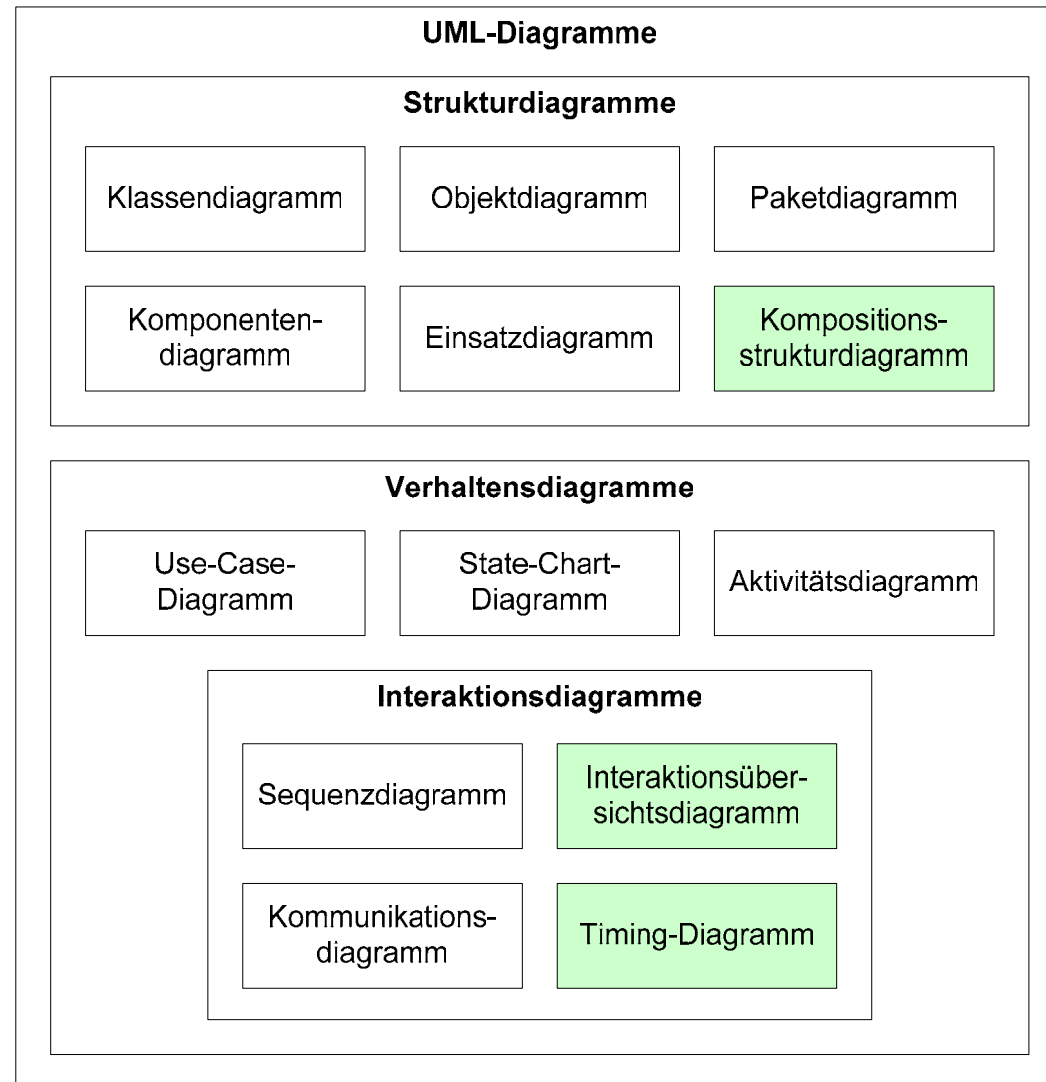 UML-Diagramme
Strukturdiagramme
Klassendiagramm
Objektdiagramm
Paketdiagramm
Komponenten-
diagramm
Einsatzdiagramm
Kompositions-
strukturdiagramm
Verhaltensdiagramme
Use-Case-
Diagramm
State-Chart-
Diagramm
Aktivitätsdiagramm
Interaktionsdiagramme
Sequenzdiagramm
Interaktionsüber-
sichtsdiagramm
Kommunikations-
diagramm
Timing-Diagramm